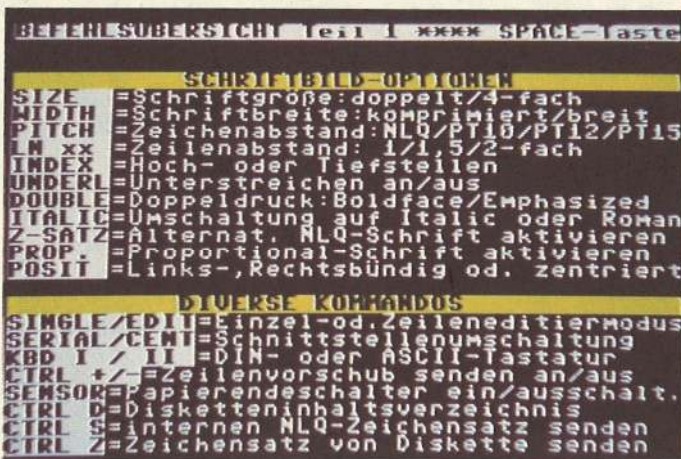 BEFEHLSÜBERSICHT Teil 1 **** SPACE-Taste
SCHRIFTBILD-OPTIONEN
SIZE =Schriftgröße:doppelt/4-fach
WIDTH =Schriftbreite:komprimiert/breit
PITCH =Zeichenabstand:NLQ/PT10/PT12/PT15
LN xx =Zeilenabstand: 1/1,5/2-fach
INDEX =Hoch- oder Tiefstellen
UNDERL=Unterstreichen an/aus
DOUBLE=Doppeldruck:Boldface/Emphasized
ITALIC=Umschaltung auf Italic oder Roman
Z-SATZ=Alternat. NLQ-Schrift aktivieren
PROP. =Proportional-Schrift aktivieren
POSIT =Links-,Rechtsbündig od. zentriert
DIVERSE KOMMANDOS
SINGLE/EDIT=Einzel-od.Zeileneditiermodus
SERIAL/CENT=Schnittstellenumschaltung
KBD I / II =DIN- oder ASCII-Tastatur
CTRL +/-=Zeilenvorschub senden an/aus
SENSOR=Papierendeschalter ein/ausschalt.
CTRL D=Disketteninhaltsverzeichnis
CTRL S=internen NLQ-Zeichensatz senden
CTRL Z=Zeichensatz von Diskette senden